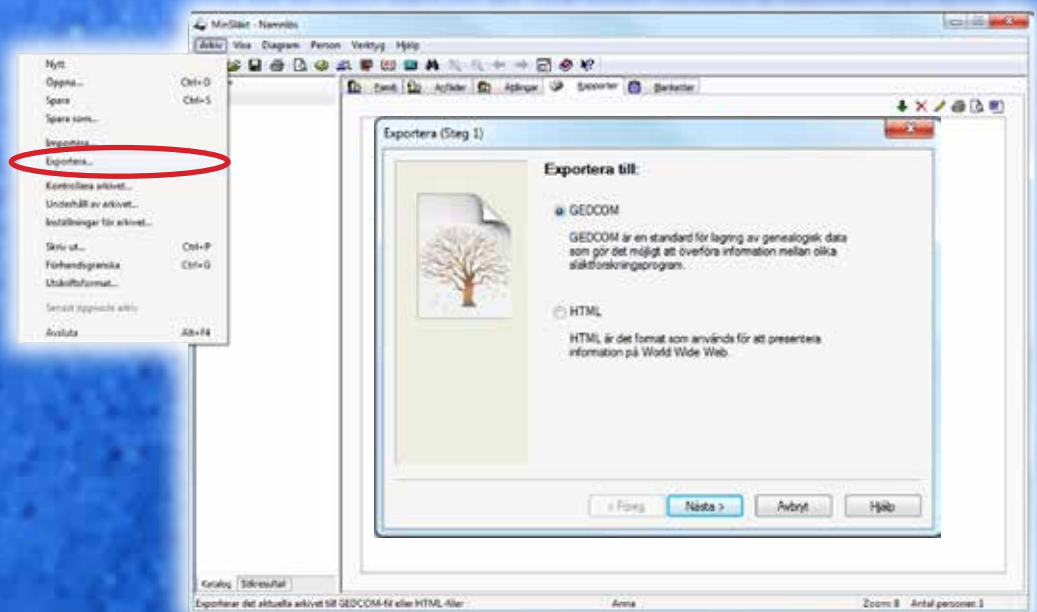 MinSläkt - Namnlös
Arkiv Visa Diagram Person Verktyg Hjälp
Nytt
Öppna... Ctrl+O
Spara Ctrl+S
Spara som...
Importera...
Exportera...
Kontrollera arkivet...
Underhåll av arkivet...
Inställningar för arkivet...
Skriv ut... Ctrl+P
Förhandsgranska Ctrl+G
Utskriftsformat...
Senast öppnade arkiv
Avsluta Alt+F4
Familj Anfäder Ättlingar Rapporter
Exportera (Steg 1)
Exportera till:
GEDCOM
GEDCOM är en standard för lagring av genealogisk data
som gör det möjligt att överföra information mellan olika
släktforskningsprogram.
HTML
HTML är det format som används för att presentera
information på World Wide Web.
< Föreg Nästa > Avbryt Hjälp
Katalog Sökresultat
Exporterar det aktuella arkivet till GEDCOM-fil eller HTML-filer Anna Zoom: 8 Antal personer: 1